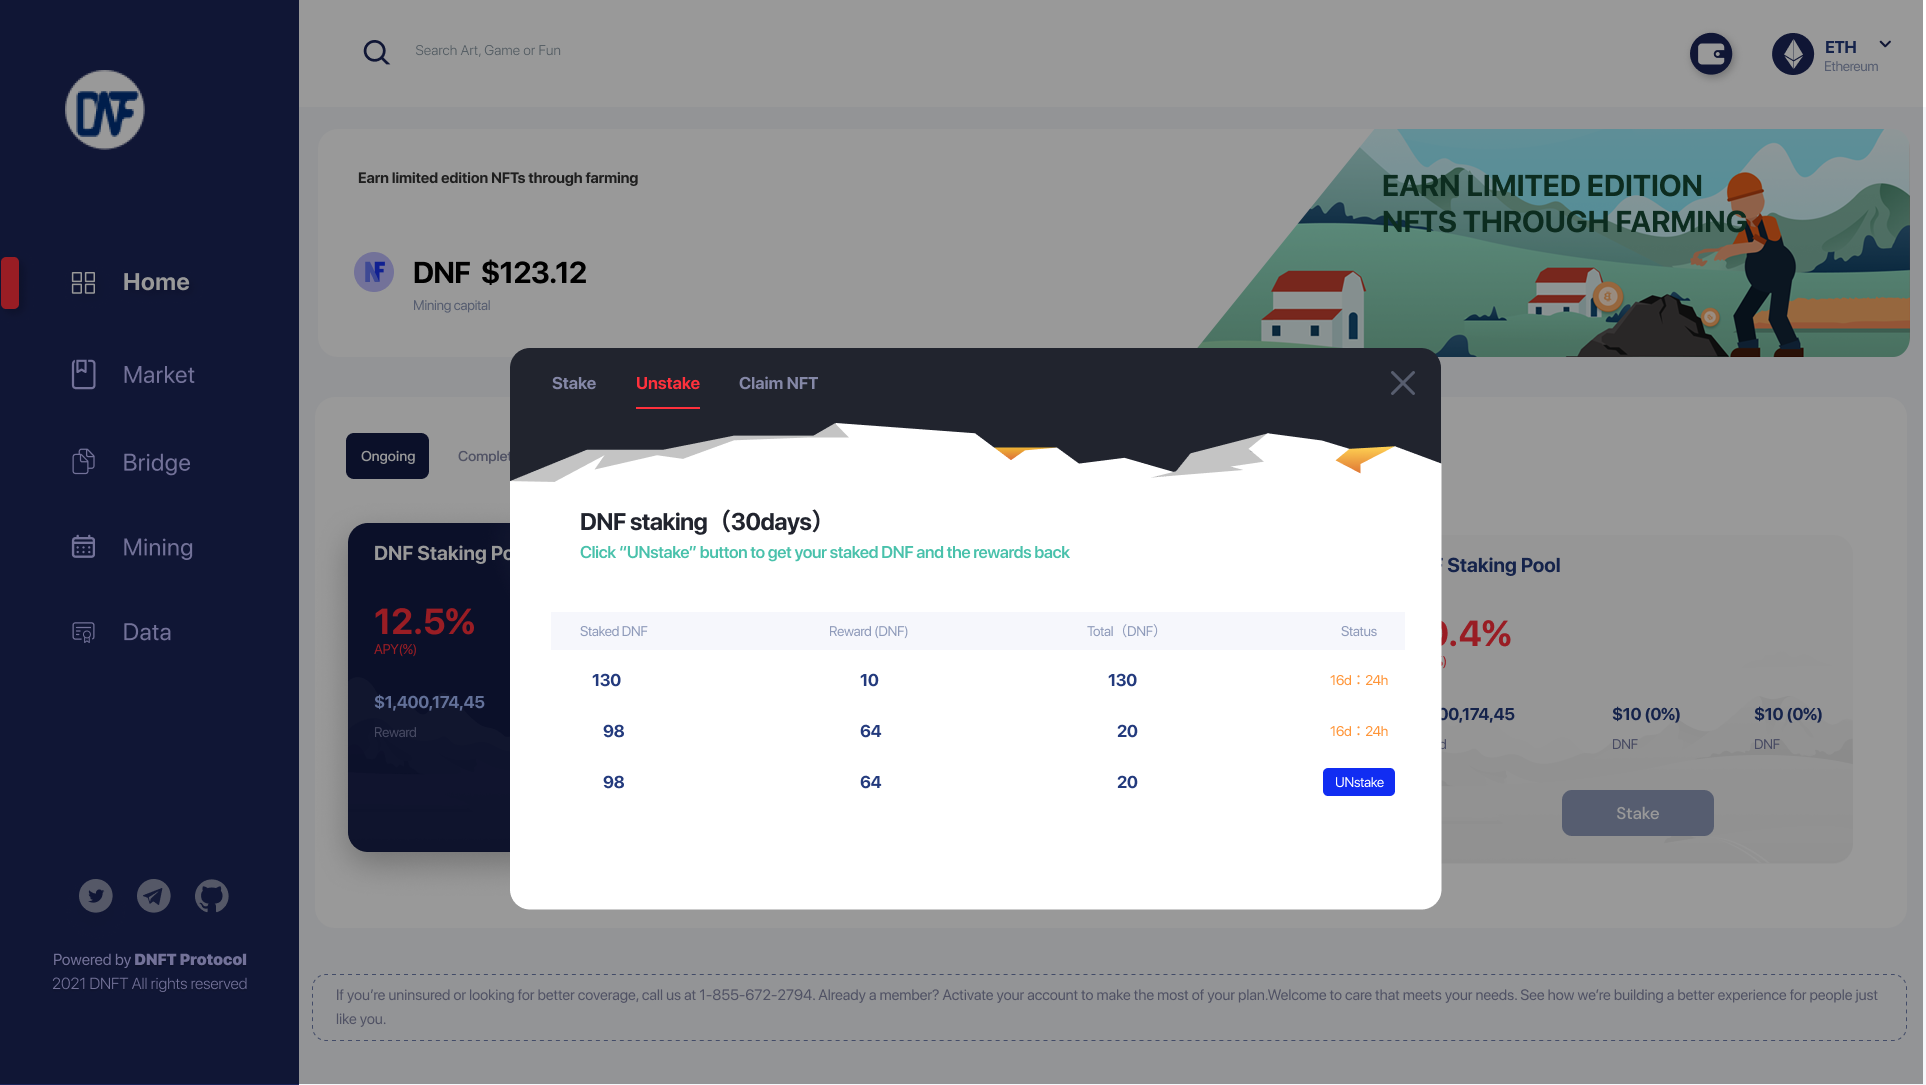 DNF
Search Art, Game or Fun
ETH
Ethereum
Home
Market
Bridge
Mining
Data
Powered by DNFT Protocol
2021 DNFT All rights reserved
Earn limited edition NFTs through farming
NF
DNF $123.12
Mining capital
EARN LIMITED EDITION
NFTS THROUGH FARMING
Ongoing
DNF Staking
12.5%
APY(%)
$1,400,174,45
Reward
Stake Unstake Claim NFT
DNF staking（30days）
Click “UNstake” button to get your staked DNF and the rewards back
Staked DNF Reward (DNF) Total（DNF） Status
130 10 130 16d：24h
98 64 20 16d：24h
98 64 20 UNstake
Staking Pool
.4%
00,174,45 $10 (0%) $10 (0%)
DNF DNF
Stake
If you’re uninsured or looking for better coverage, call us at 1-855-672-2794. Already a member? Activate your account to make the most of your plan.Welcome to care that meets your needs. See how we’re building a better experience for people just
like you.